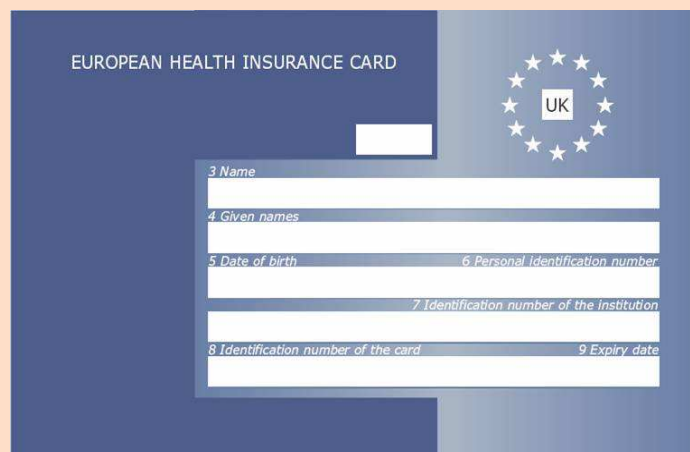 EUROPEAN HEALTH INSURANCE CARD
UK
3 Name
4 Given names
5 Date of birth 6 Personal identification number
7 Identification number of the institution
8 Identification number of the card 9 Expiry date